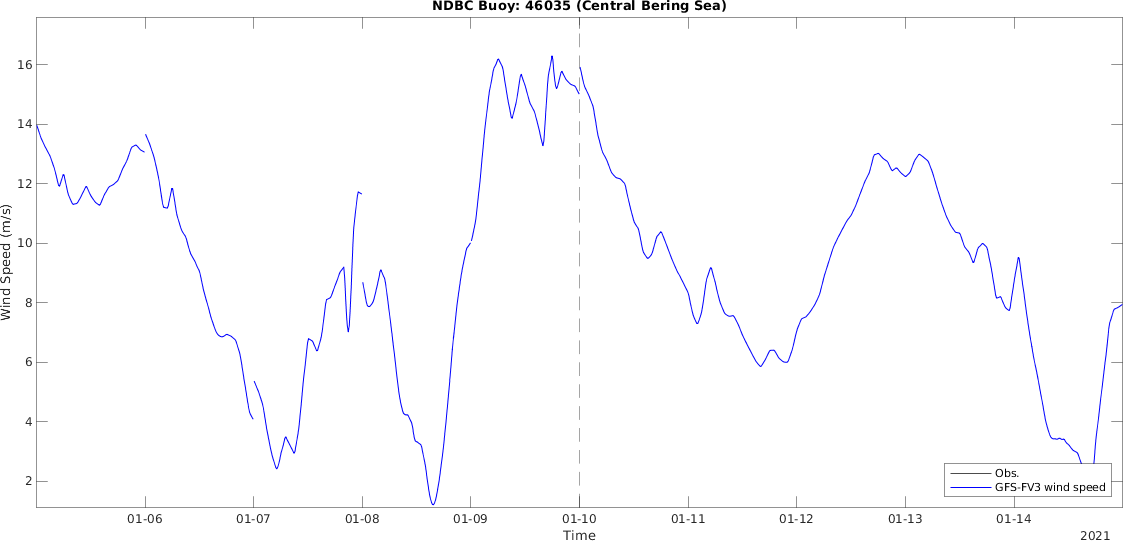 NDBC Buoy: 46035 (Central Bering Sea)
16
14
12
10
8
6
4
2
Wind Speed (m/s)
Obs.
GFS-FV3 wind speed
01-06 01-07 01-08 01-09 01-10 01-11 01-12 01-13 01-14
Time
2021